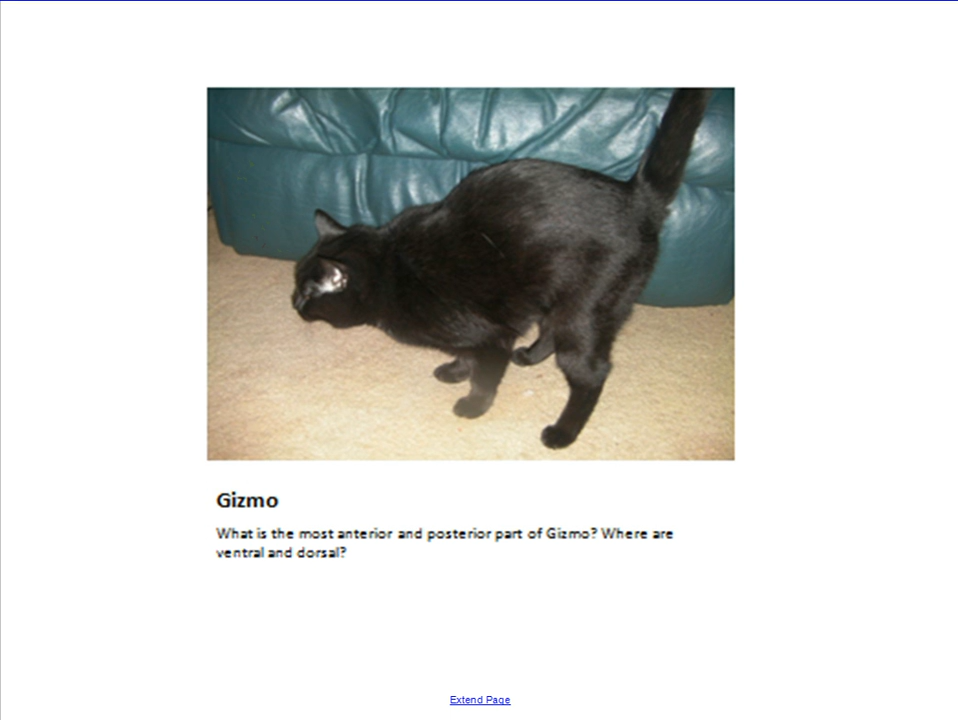 Gizmo
What is the most anterior and posterior part of Gizmo? Where are
ventral and dorsal?
Extend Page